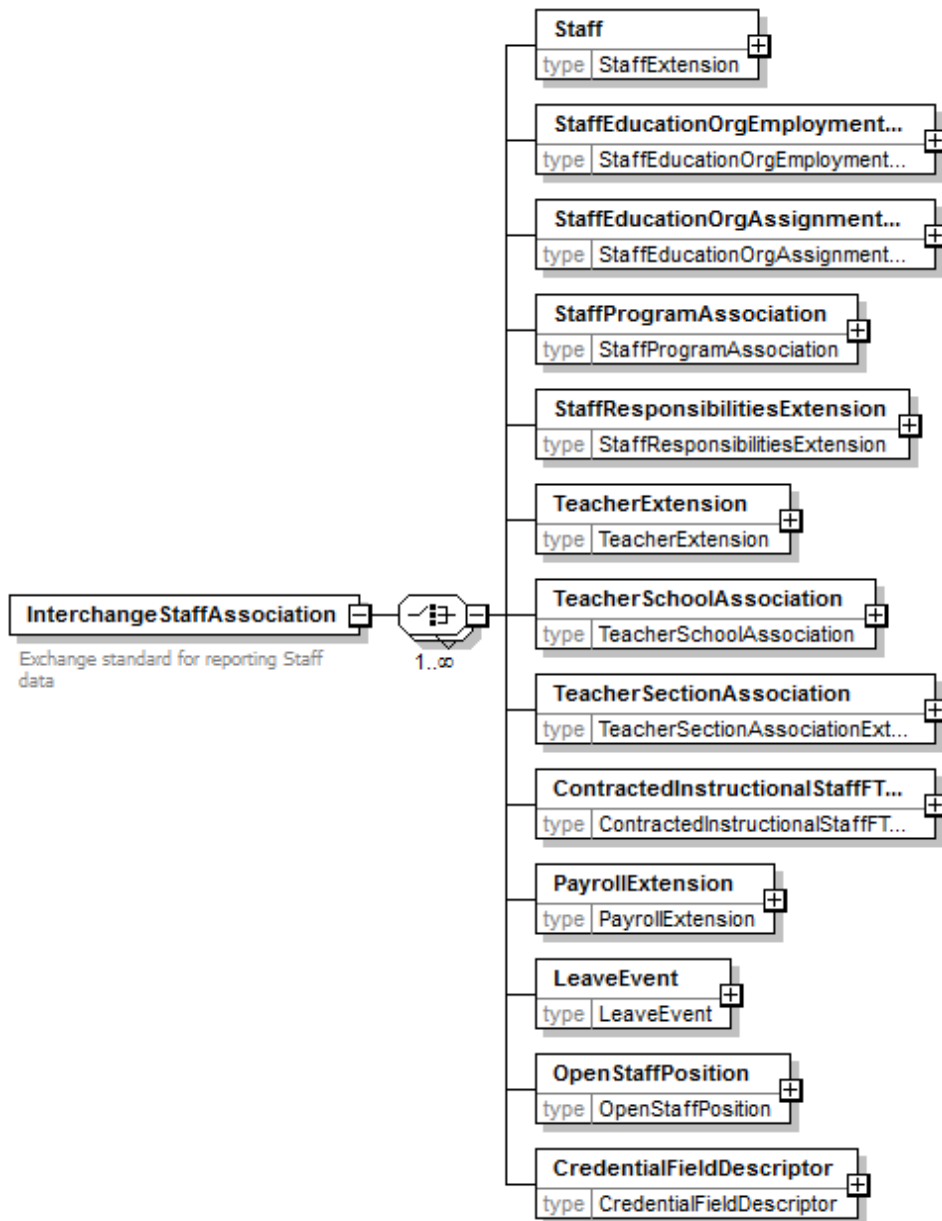 Staff
type StaffExtension
StaffEducationOrgEmployment...
type StaffEducationOrgEmployment...
StaffEducationOrgAssignment...
type StaffEducationOrgAssignment...
StaffProgramAssociation
type StaffProgramAssociation
StaffResponsibilitiesExtension
type StaffResponsibilitiesExtension
TeacherExtension
type TeacherExtension
InterchangeStaffAssociation
Exchange standard for reporting Staff
data
1..∞
TeacherSchoolAssociation
type TeacherSchoolAssociation
TeacherSectionAssociation
type TeacherSectionAssociationExt...
ContractedInstructionalStaffFT...
type ContractedInstructionalStaffFT...
PayrollExtension
type PayrollExtension
LeaveEvent
type LeaveEvent
OpenStaffPosition
type OpenStaffPosition
CredentialFieldDescriptor
type CredentialFieldDescriptor